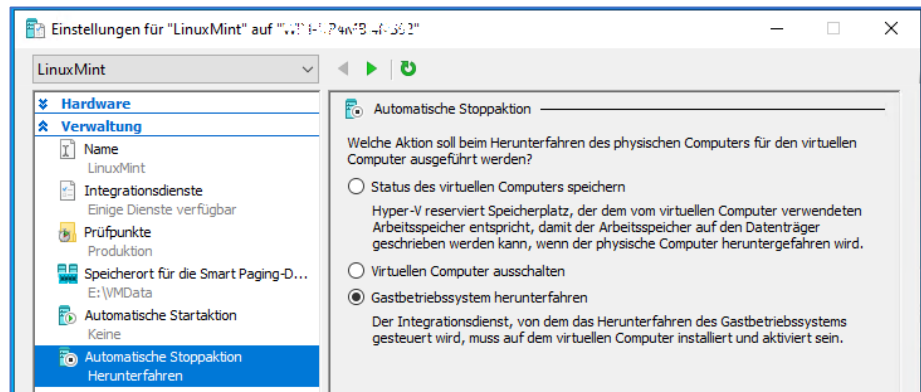 Einstellungen für "LinuxMint" auf
LinuxMint
Hardware
Verwaltung
Name
LinuxMint
Integrationsdienste
Einige Dienste verfügbar
Prüfpunkte
Produktion
Speicherort für die Smart Paging-D...
E:\VMData
Automatische Startaktion
Keine
Automatische Stoppaktion
Herunterfahren
Automatische Stoppaktion
Welche Aktion soll beim Herunterfahren des physischen Computers für den virtuellen
Computer ausgeführt werden?
Status des virtuellen Computers speichern
Hyper-V reserviert Speicherplatz, der dem vom virtuellen Computer verwendeten
Arbeitsspeicher entspricht, damit der Arbeitsspeicher auf den Datenträger
geschrieben werden kann, wenn der physische Computer heruntergefahren wird.
Virtuellen Computer ausschalten
Gastbetriebssystem herunterfahren
Der Integrationsdienst, von dem das Herunterfahren des Gastbetriebssystems
gesteuert wird, muss auf dem virtuellen Computer installiert und aktiviert sein.